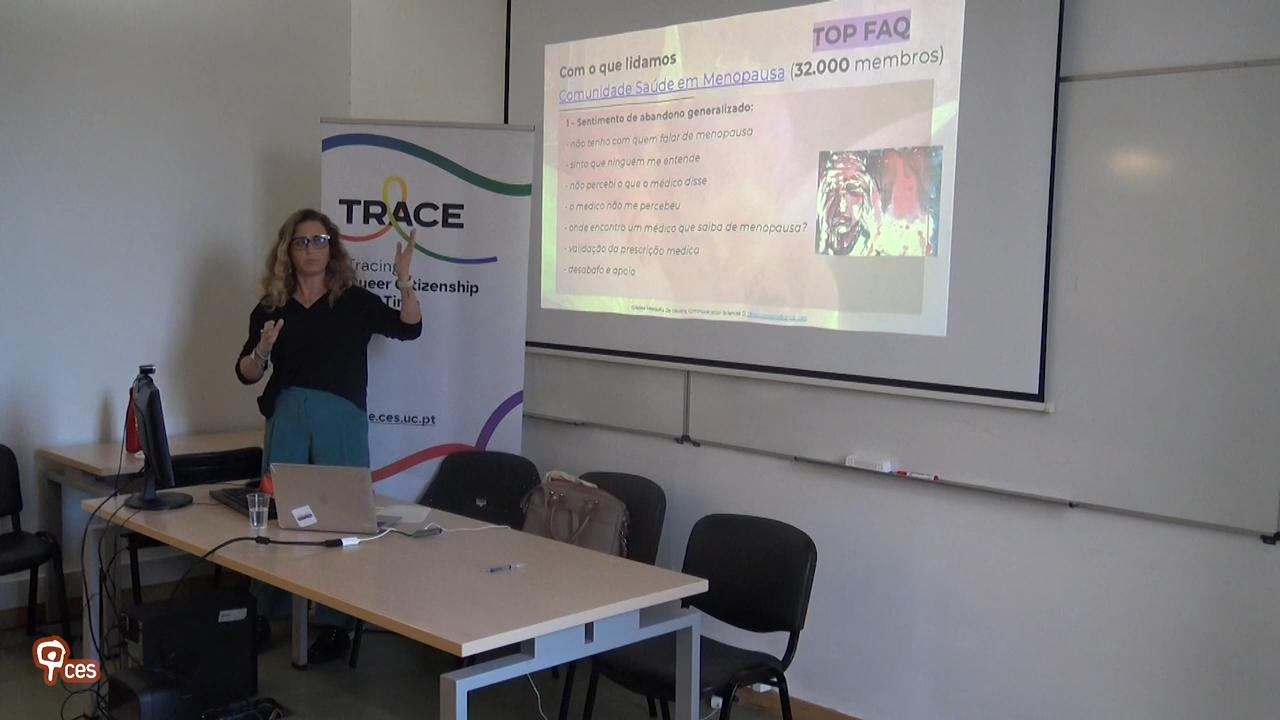 TOP FAQ
Com o que lidamos
Comunidade Saúde em Menopausa (32.000 membros)
1 - Sentimento de abandono generalizado:
- não tenho com quem falar de menopausa
- sinto que ninguém me entende
- não percebi o que o médico disse
- o medico não me percebeu
- onde encontro um médico que saiba de menopausa?
- validação da prescrição medica
- desabafo e apoio
TRACE
Tracing
ueer Citizenship
Ti
e.ces.uc.pt
ces